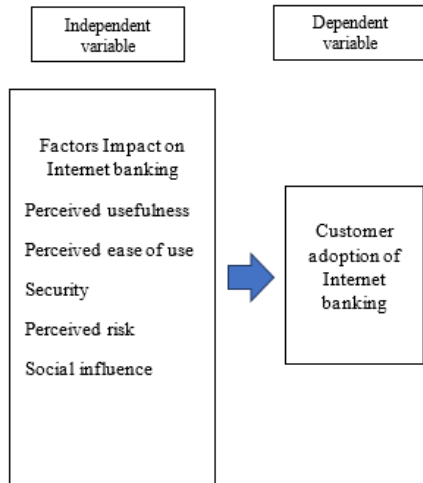 Independent
variable
Dependent
variable
Factors Impact on
Internet banking
Perceived usefulness
Perceived ease of use
Security
Perceived risk
Social influence
Customer
adoption of
Internet
banking